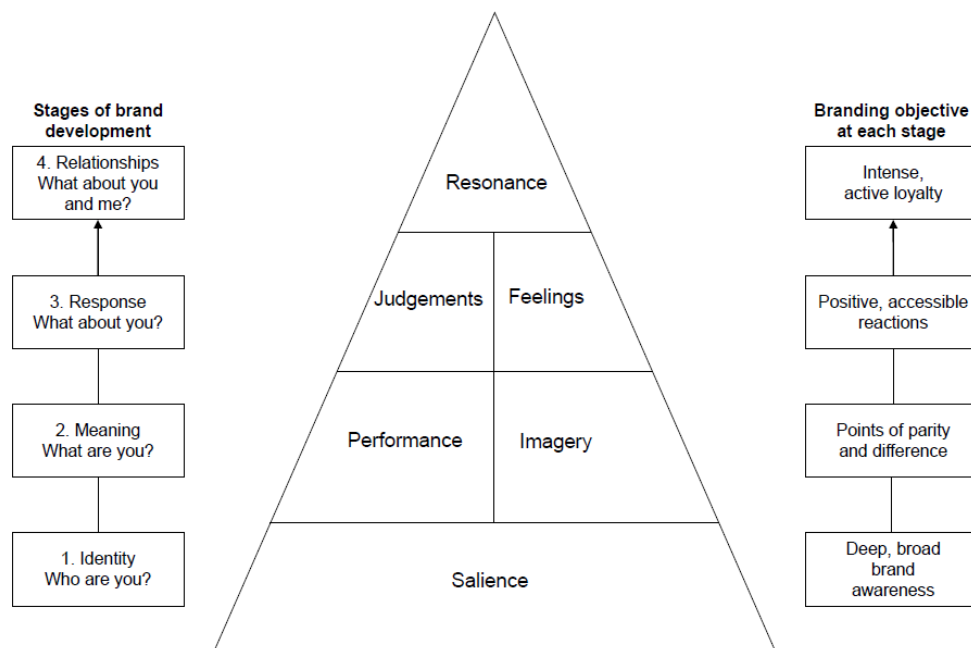 Stages of brand
development
4. Relationships
What about you
and me?
3. Response
What about you?
2. Meaning
What are you?
1. Identity
Who are you?
Resonance
Judgements
Feelings
Performance
Imagery
Salience
Branding objective
at each stage
Intense,
active loyalty
Positive, accessible
reactions
Points of parity
and difference
Deep, broad
brand
awareness